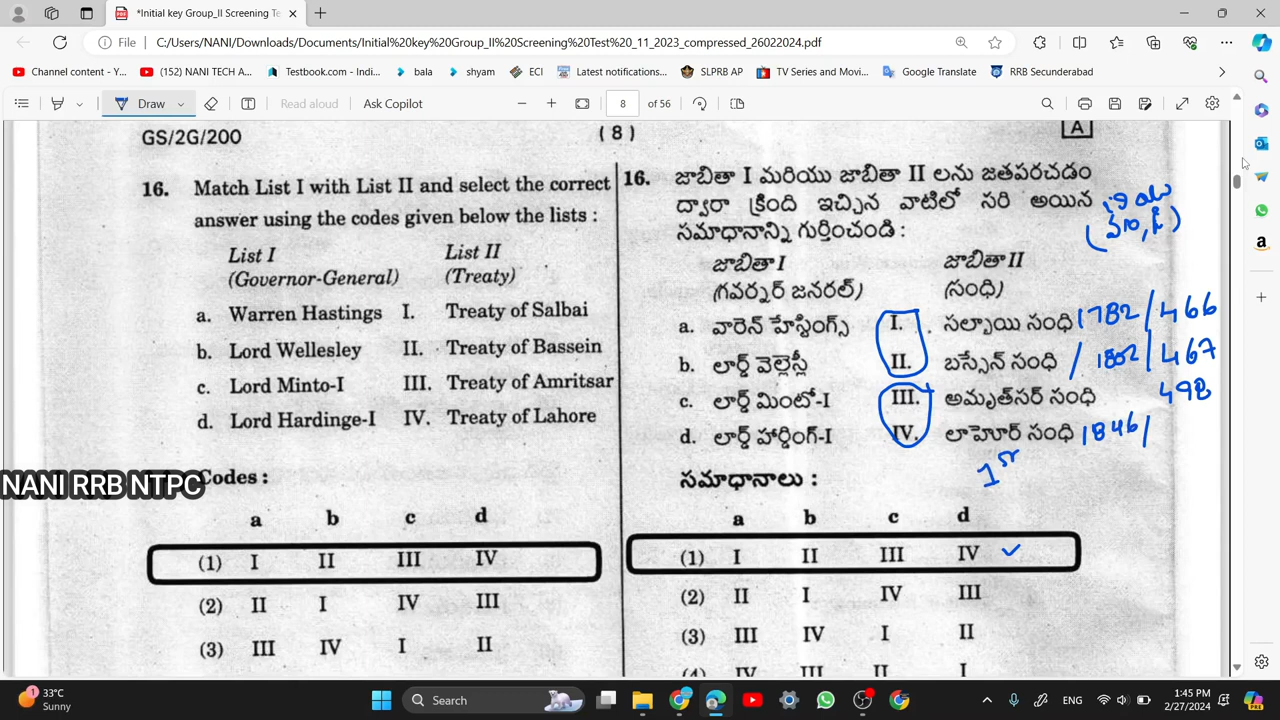 *Initial key Group_II Screening Te
File
C:/Users/NANI/Downloads/Documents/Initial%20key%20Group_II%20Screening%20Test%20_11_2023_compressed_26022024.pdf
Channel content - Y...
(152) NANI TECH A...
Testbook.com - Indi...
bala
shyam
ECI
Latest notifications...
SLPRB AP
TV Series and Movi...
Google Translate
RRB Secunderabad
Draw
Read aloud
Ask Copilot
8
of 56
GS/2G/200
( 8 )
A
16. Match List I with List II and select the correct
answer using the codes given below the lists :
List I List II
(Governor-General) (Treaty)
a. Warren Hastings I. Treaty of Salbai
b. Lord Wellesley II. Treaty of Bassein
c. Lord Minto-I III. Treaty of Amritsar
d. Lord Hardinge-I IV. Treaty of Lahore
Codes :
a b c d
(1) I II III IV
(2) II I IV III
(3) III IV I II
16. జాబితా I మరియు జాబితా II లను జతపరచడం
ద్వారా క్రింది ఇచ్చిన వాటిలో సరి అయిన
సమాధానాన్ని గుర్తించండి :
జాబితా I జాబితా II
(గవర్నర్ జనరల్) (సంధి)
a. వారెన్ హేస్టింగ్స్ I. సల్బాయి సంధి 1782 / 466
b. లార్డ్ వెల్లెస్లీ II. బస్సేన్ సంధి / 1802 / 467
c. లార్డ్ మింటో-I III. అమృత్‌సర్ సంధి 498
d. లార్డ్ హార్డింగ్-I IV. లాహోర్ సంధి 1846 /
1st
సమాధానాలు :
a b c d
(1) I II III IV
(2) II I IV III
(3) III IV I II
(4) IV III II I
NANI RRB NTPC
1
33°C
Sunny
Search
ENG
1:45 PM
2/27/2024